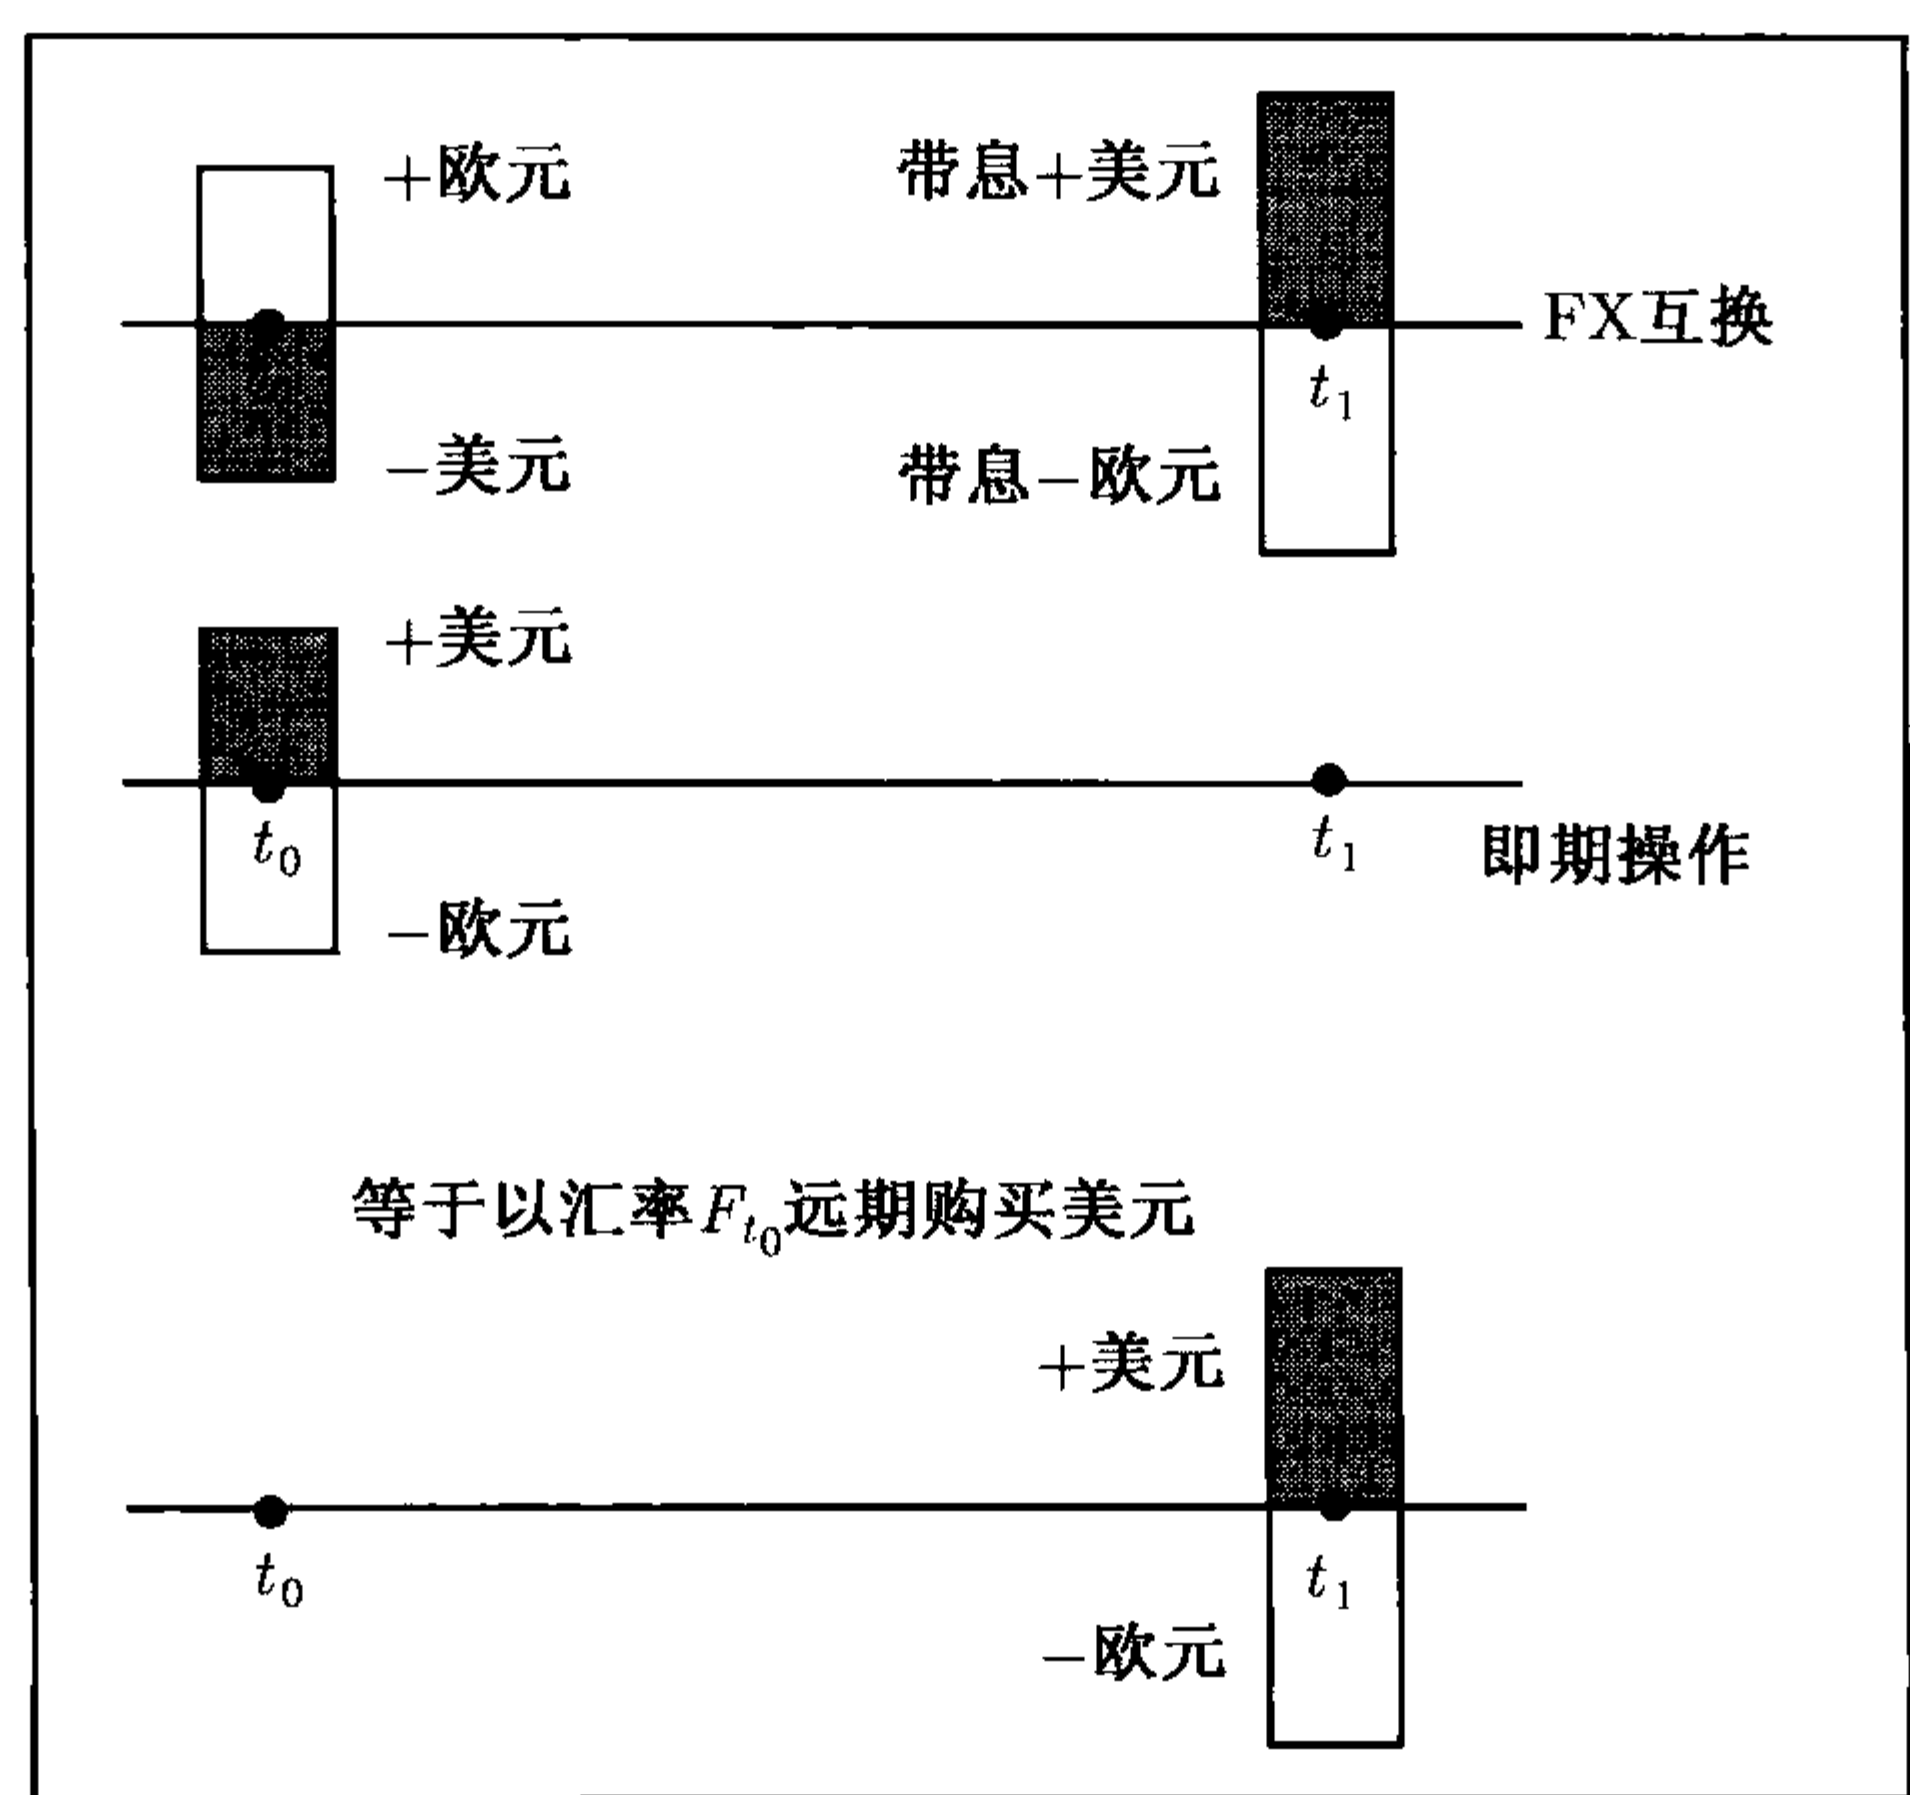 +欧元
带息+美元
FX互换
t₁
−美元
带息−欧元
+美元
t₀
t₁
即期操作
−欧元
等于以汇率Fₜ₀远期购买美元
+美元
t₀
t₁
−欧元